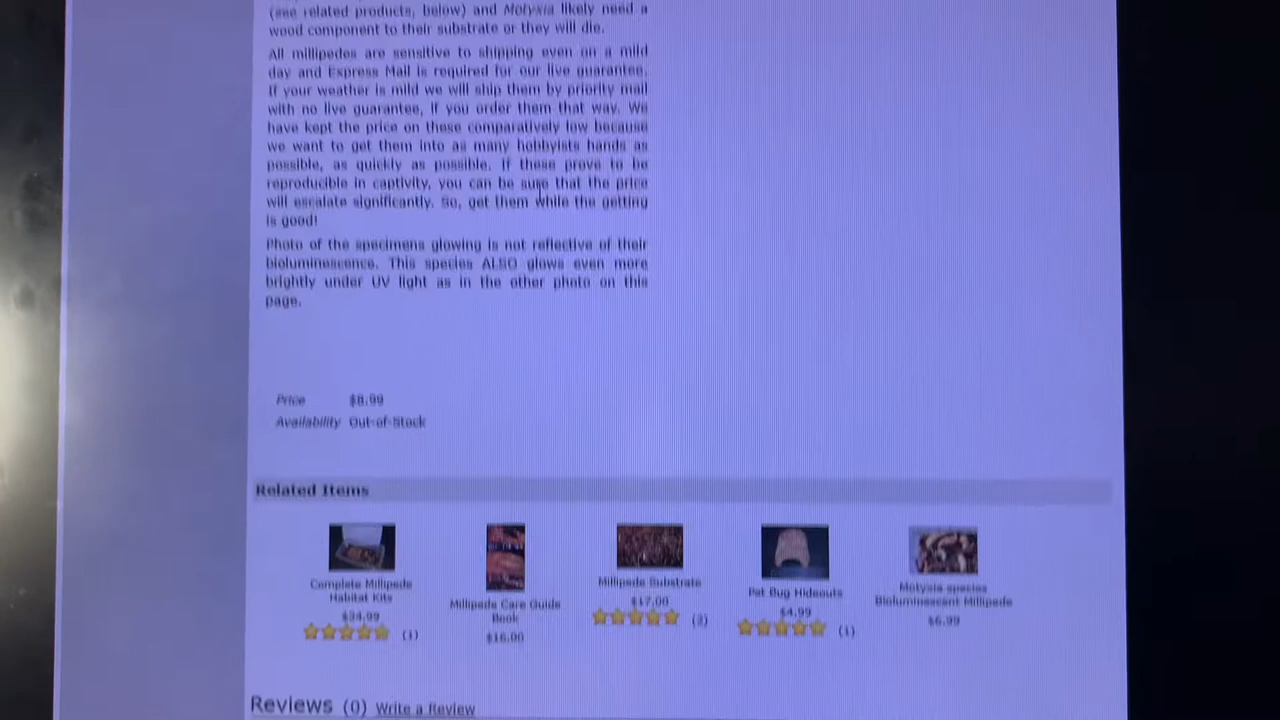 (see related products, below) and Motyxia likely need a
wood component to their substrate or they will die.
All millipedes are sensitive to shipping even on a mild
day and Express Mail is required for our live guarantee.
If your weather is mild we will ship them by priority mail
with no live guarantee, if you order them that way. We
have kept the price on these comparatively low because
we want to get them into as many hobbyists hands as
possible, as quickly as possible. If these prove to be
reproducible in captivity, you can be sure that the price
will escalate significantly. So, get them while the getting
is good!
Photo of the specimens glowing is not reflective of their
bioluminescence. This species ALSO glows even more
brightly under UV light as in the other photo on this
page.
Price $8.99
Availability Out-of-Stock
Related Items
Complete Millipede
Habitat Kits
$34.99
(1)
Millipede Care Guide
Book
$16.00
Millipede Substrate
$17.00
(2)
Pet Bug Hideouts
$4.99
(1)
Motyxia species
Bioluminescent Millipede
$6.99
Reviews (0) Write a Review